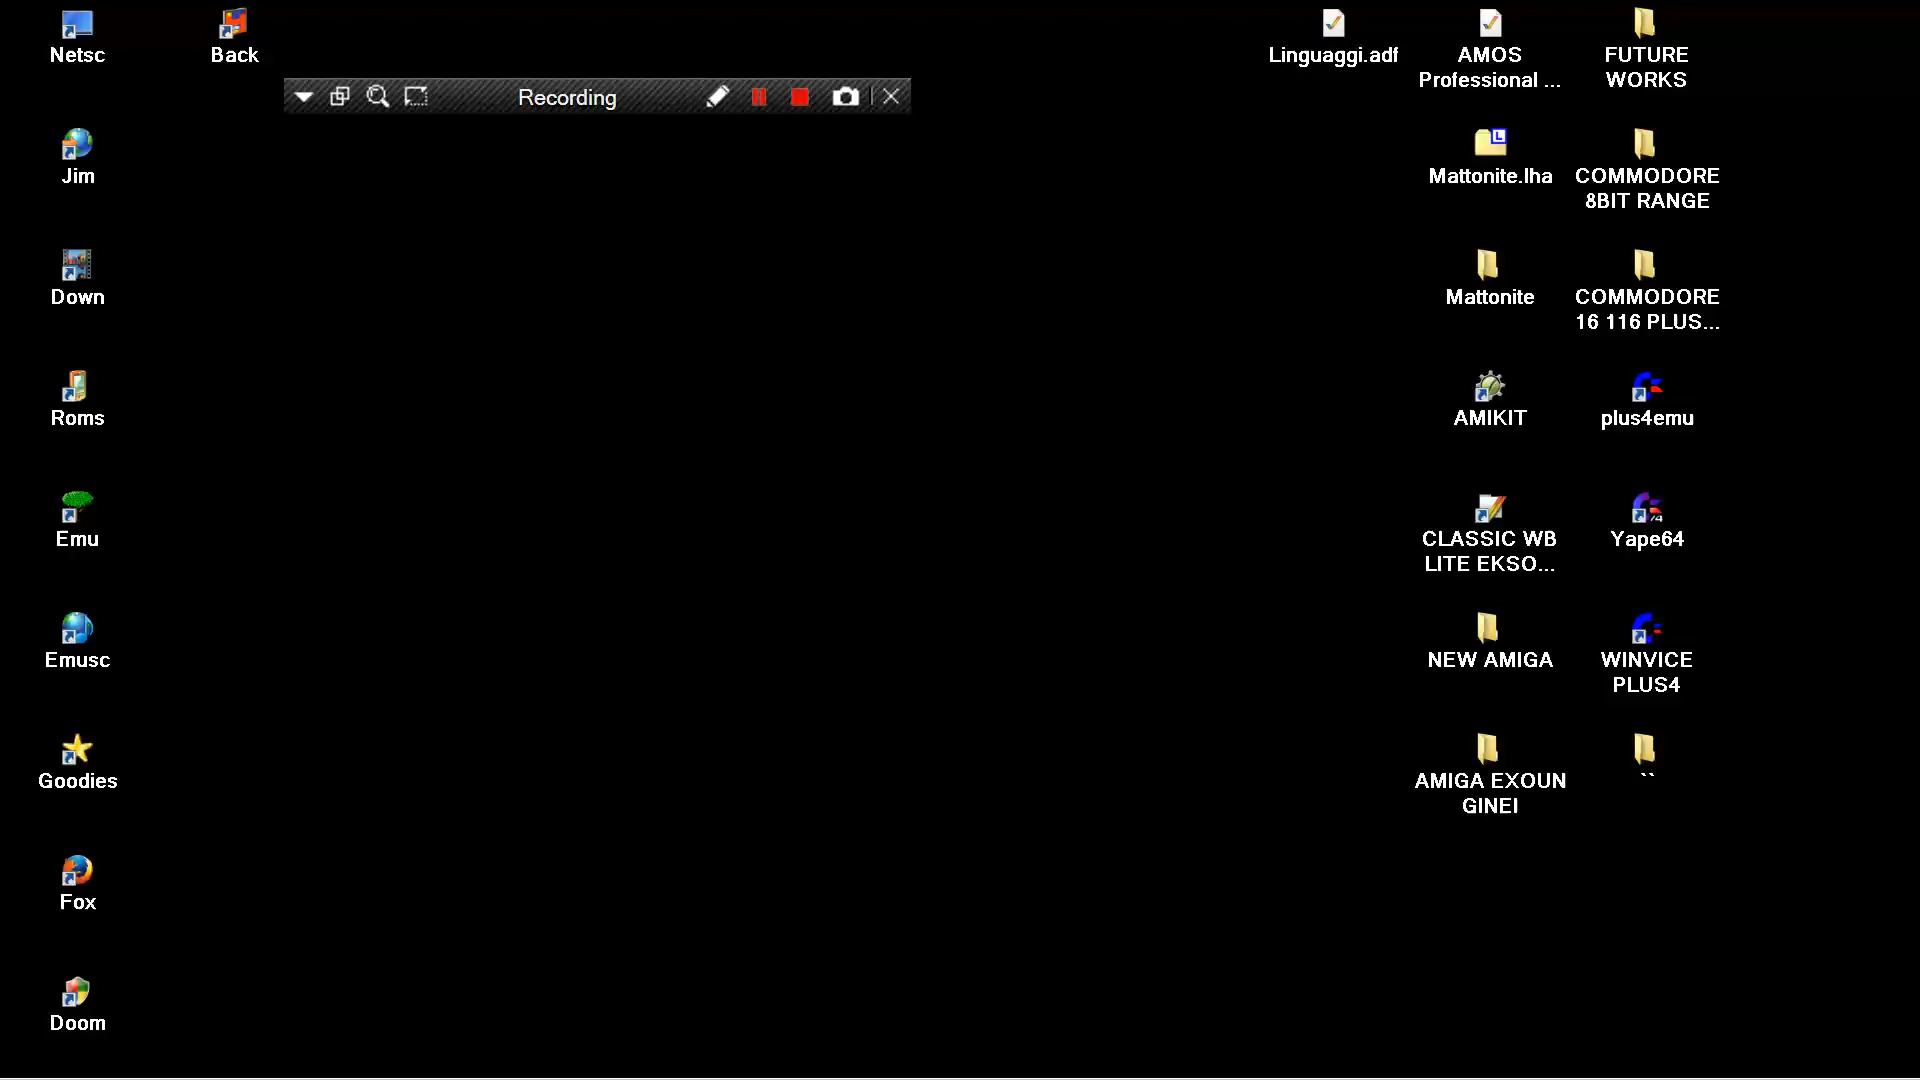 Netsc
Back
Linguaggi.adf
AMOS
Professional ...
FUTURE
WORKS
Recording
Jim
Mattonite.lha
COMMODORE
8BIT RANGE
Down
Mattonite
COMMODORE
16 116 PLUS...
Roms
AMIKIT
plus4emu
Emu
CLASSIC WB
LITE EKSO...
Yape64
Emusc
NEW AMIGA
WINVICE
PLUS4
Goodies
AMIGA EXOUN
GINEI
``
Fox
Doom